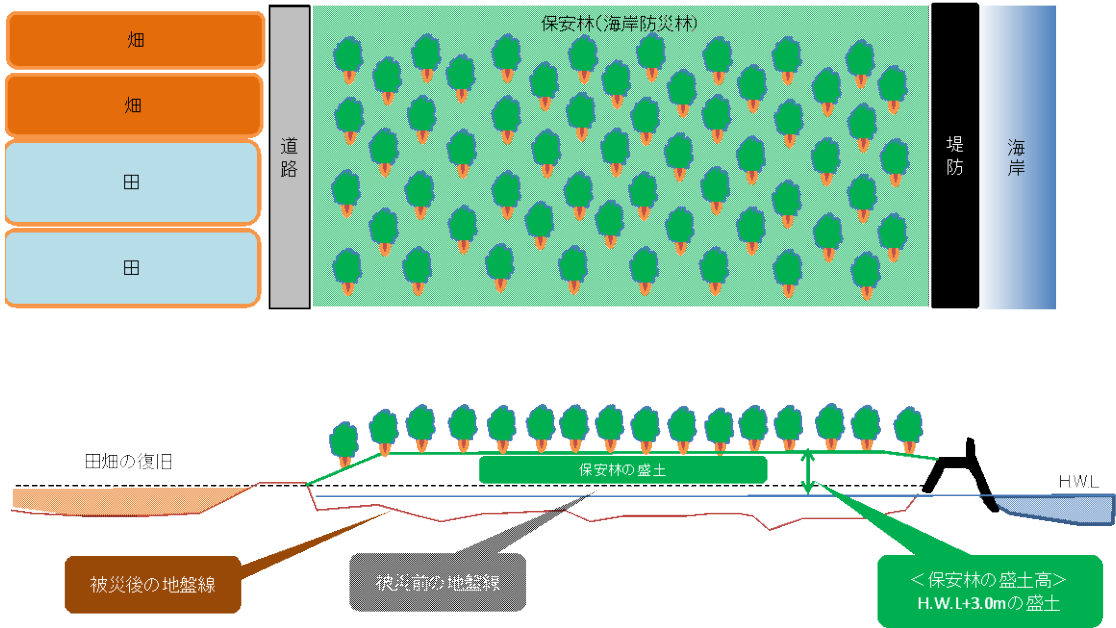 保安林(海岸防災林)
畑
畑
田
田
道路
堤防
海岸
田畑の復旧
保安林の盛土
H.W.L
被災後の地盤線
被災前の地盤線
<保安林の盛土高>
H.W.L+3.0mの盛土